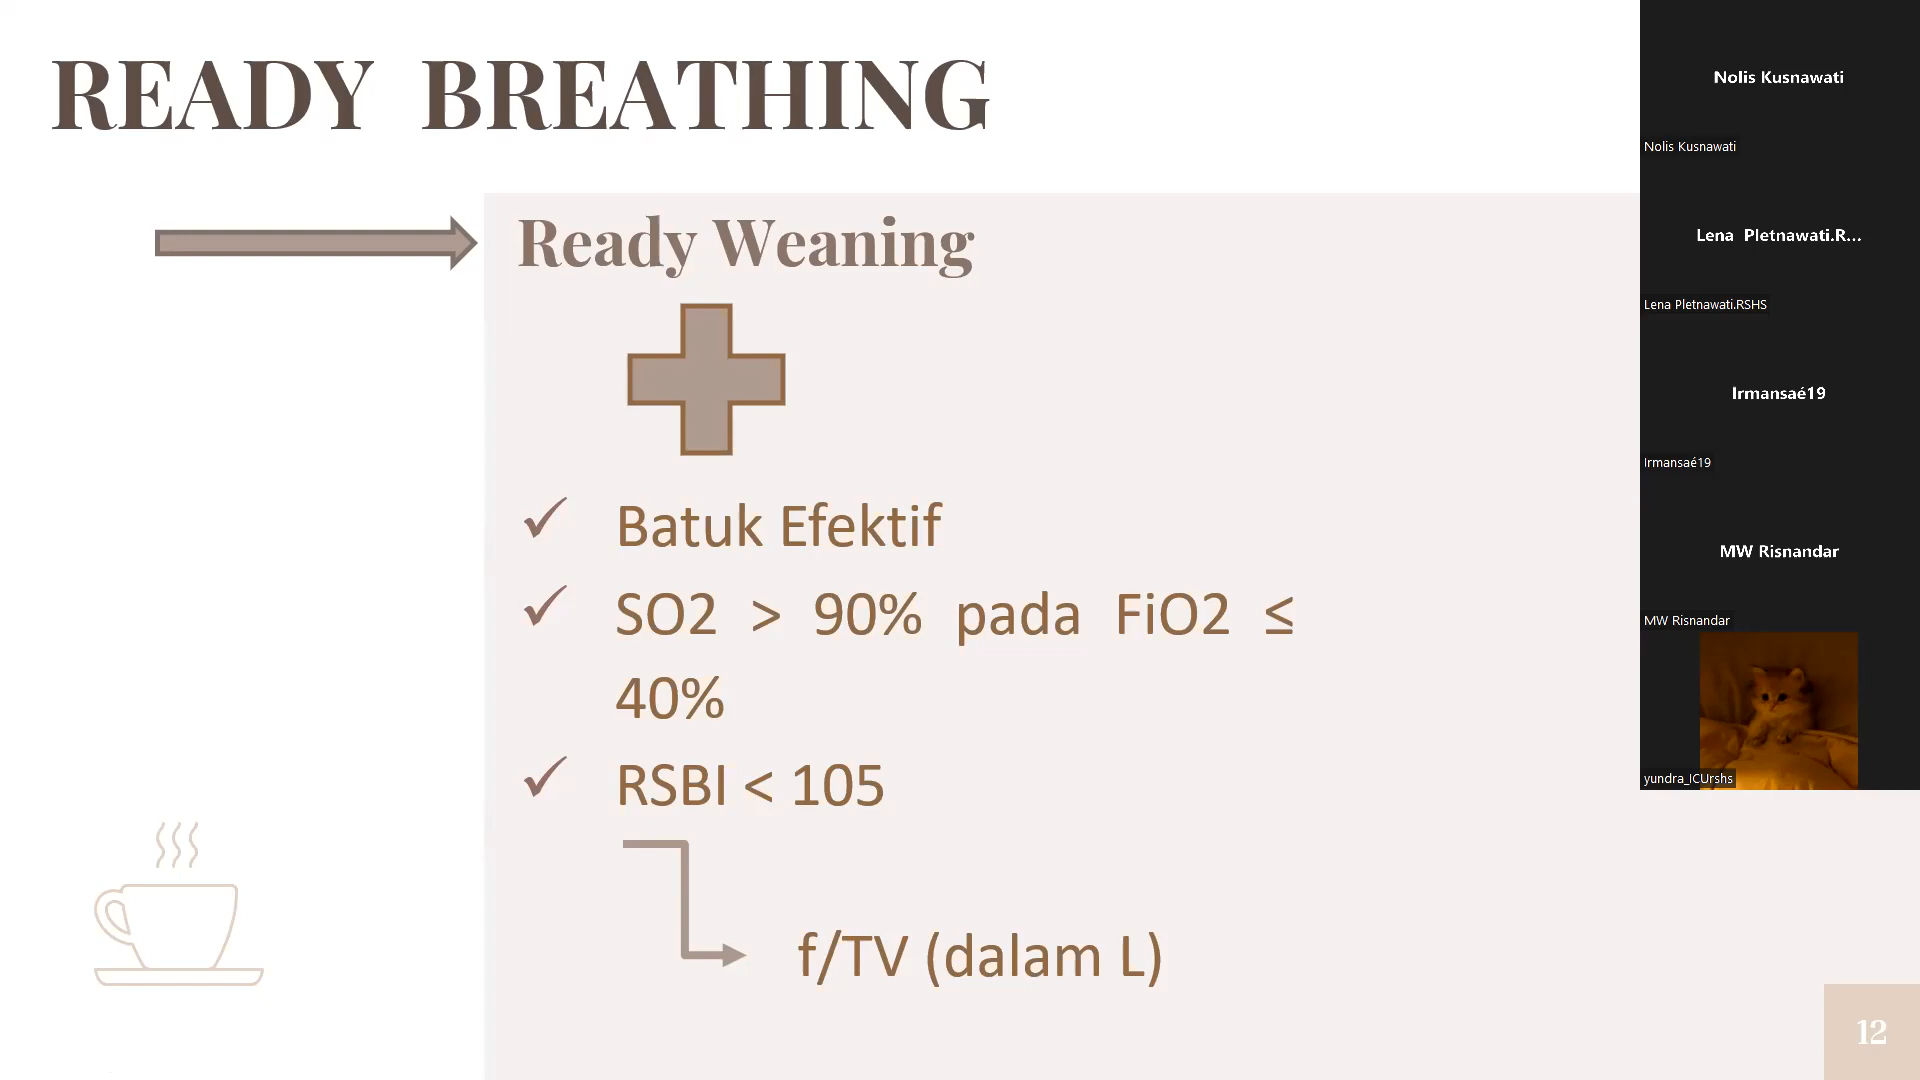 READY BREATHING
Ready Weaning
✓ Batuk Efektif
✓ SO2 > 90% pada FiO2 ≤
40%
✓ RSBI < 105
f/TV (dalam L)
12
Nolis Kusnawati
Nolis Kusnawati
Lena Pletnawati.R...
Lena Pletnawati.RSHS
Irmansaé19
Irmansaé19
MW Risnandar
MW Risnandar
yundra_ICUrshs